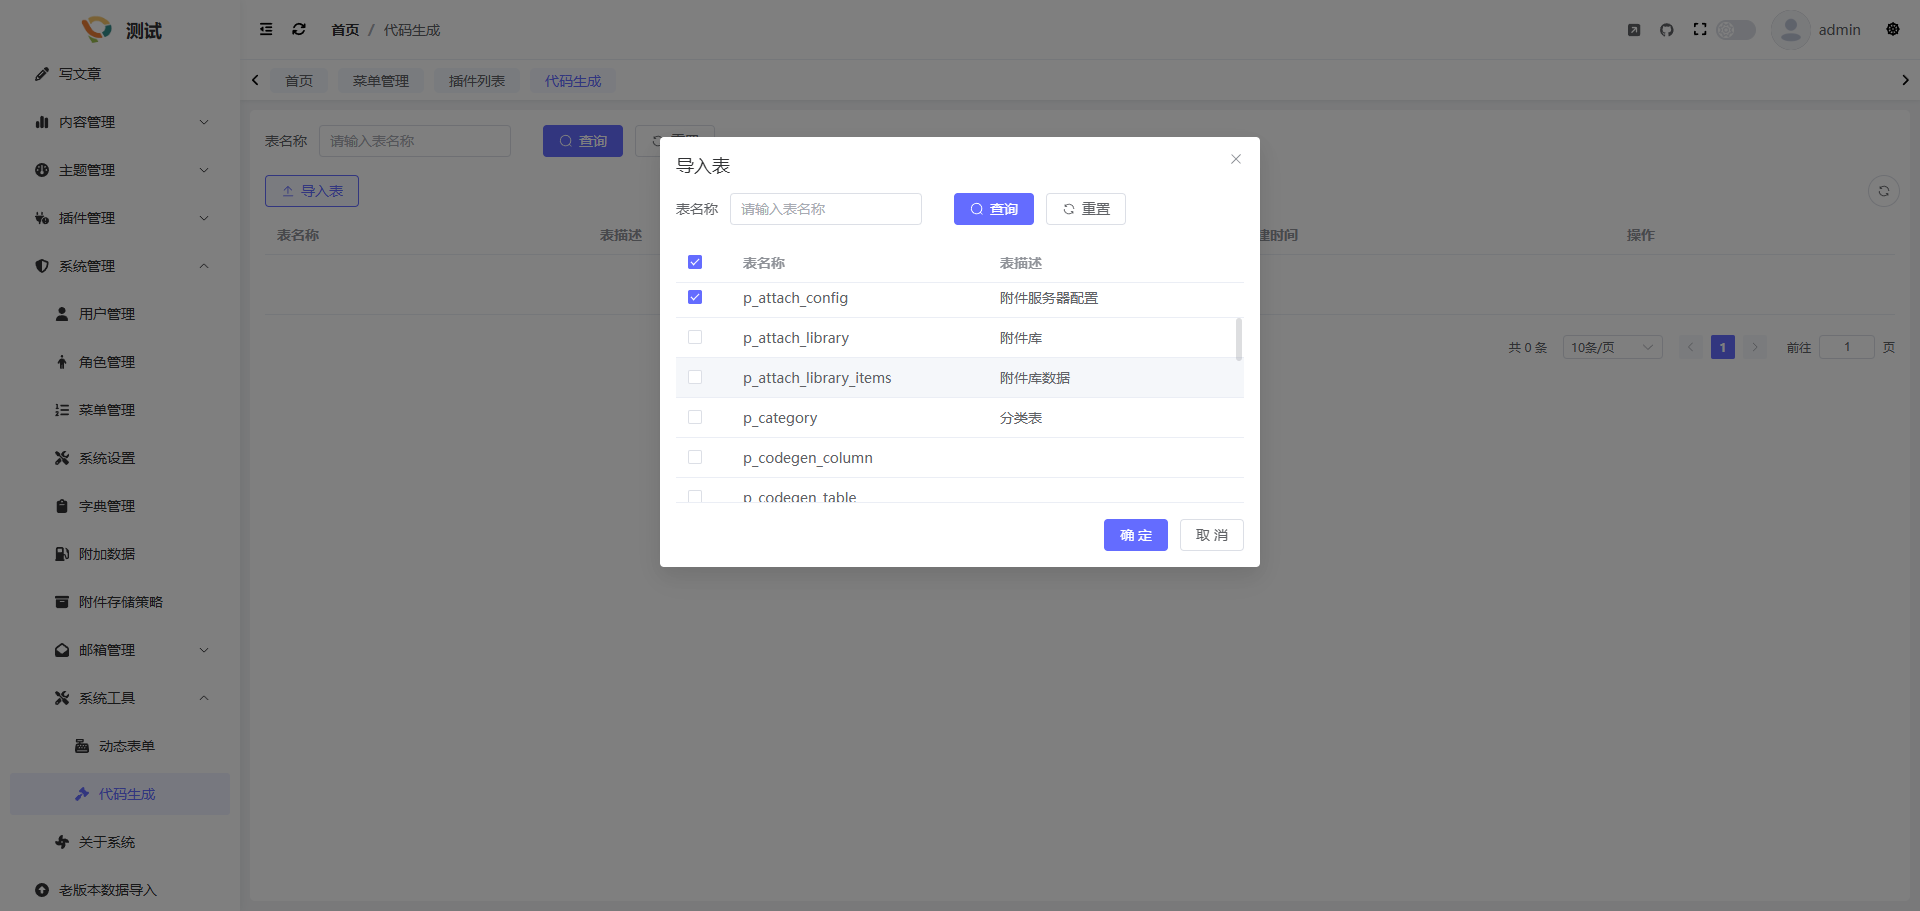 测试
首页 / 代码生成
admin
首页 菜单管理 插件列表 代码生成
写文章
内容管理
主题管理
插件管理
系统管理
用户管理
角色管理
菜单管理
系统设置
字典管理
附加数据
附件存储策略
邮箱管理
系统工具
动态表单
代码生成
关于系统
老版本数据导入
表名称 请输入表名称 查询
导入表
表名称 表描述 建时间 操作
共 0 条 10条/页 1 前往 1 页
导入表
表名称 请输入表名称 查询 重置
表名称 表描述
p_attach_config 附件服务器配置
p_attach_library 附件库
p_attach_library_items 附件库数据
p_category 分类表
p_codegen_column
p_codegen_table
确 定 取 消